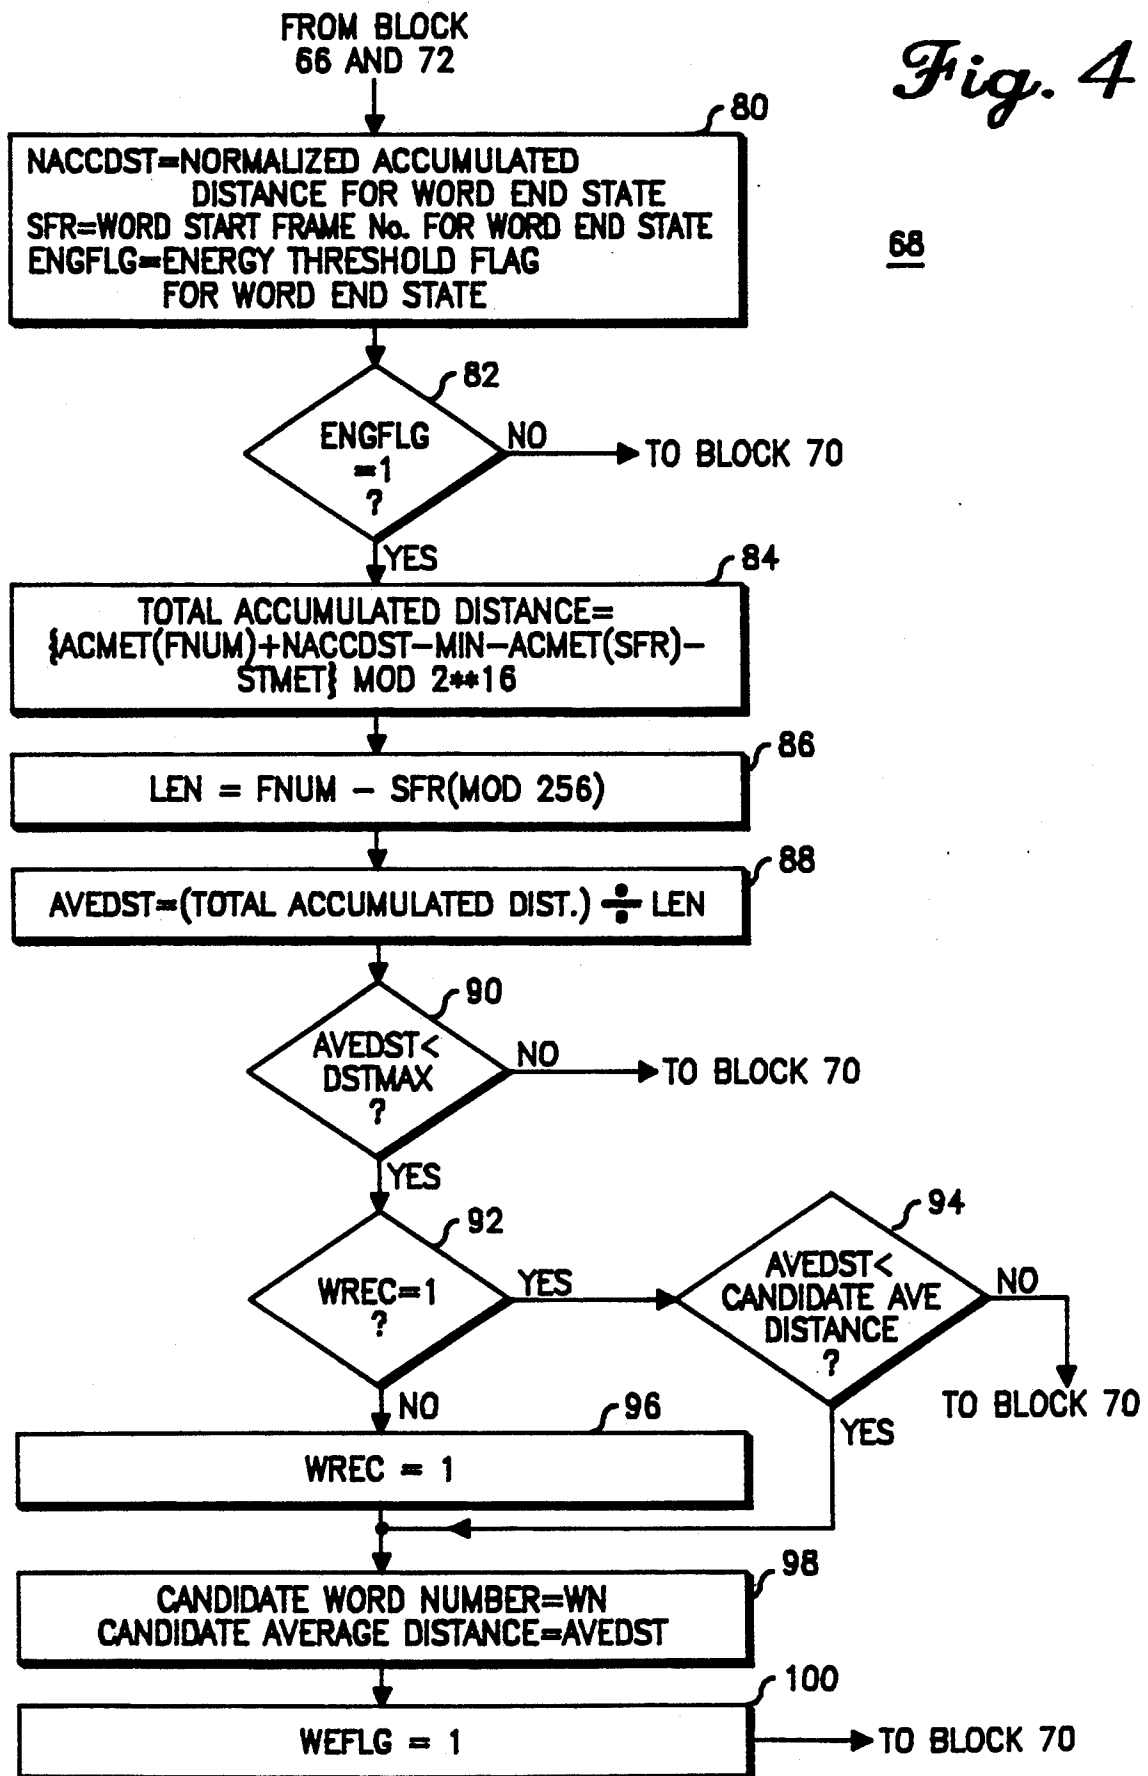 FROM BLOCK
66 AND 72
Fig. 4
80
NACCDST=NORMALIZED ACCUMULATED
DISTANCE FOR WORD END STATE
SFR=WORD START FRAME No. FOR WORD END STATE
ENGFLG=ENERGY THRESHOLD FLAG
FOR WORD END STATE
68
82
ENGFLG
=1
?
NO
TO BLOCK 70
YES
84
TOTAL ACCUMULATED DISTANCE=
{ACMET(FNUM)+NACCDST-MIN-ACMET(SFR)-
STMET} MOD 2**16
86
LEN = FNUM - SFR(MOD 256)
88
AVEDST=(TOTAL ACCUMULATED DIST.) ÷ LEN
90
AVEDST<
DSTMAX
?
NO
TO BLOCK 70
YES
92
WREC=1
?
YES
94
AVEDST<
CANDIDATE AVE
DISTANCE
?
NO
TO BLOCK 70
YES
NO
96
WREC = 1
98
CANDIDATE WORD NUMBER=WN
CANDIDATE AVERAGE DISTANCE=AVEDST
100
WEFLG = 1
TO BLOCK 70